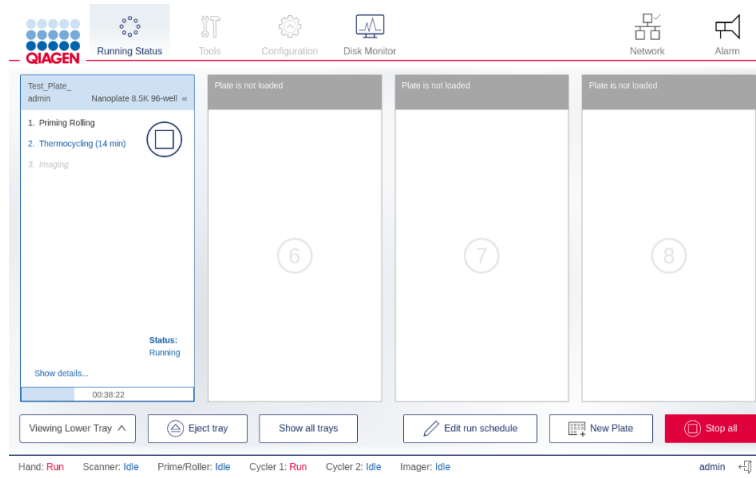 QIAGEN
Running Status
Tools
Configuration
Disk Monitor
Network
Alarm
Test_Plate_
admin Nanoplate 8.5K 96-well
1. Priming Rolling
2. Thermocycling (14 min)
3. Imaging
Status:
Running
Show details...
00:38:22
Plate is not loaded
6
Plate is not loaded
7
Plate is not loaded
8
Viewing Lower Tray
Eject tray
Show all trays
Edit run schedule
New Plate
Stop all
Hand: Run Scanner: Idle Prime/Roller: Idle Cycler 1: Run Cycler 2: Idle Imager: Idle admin